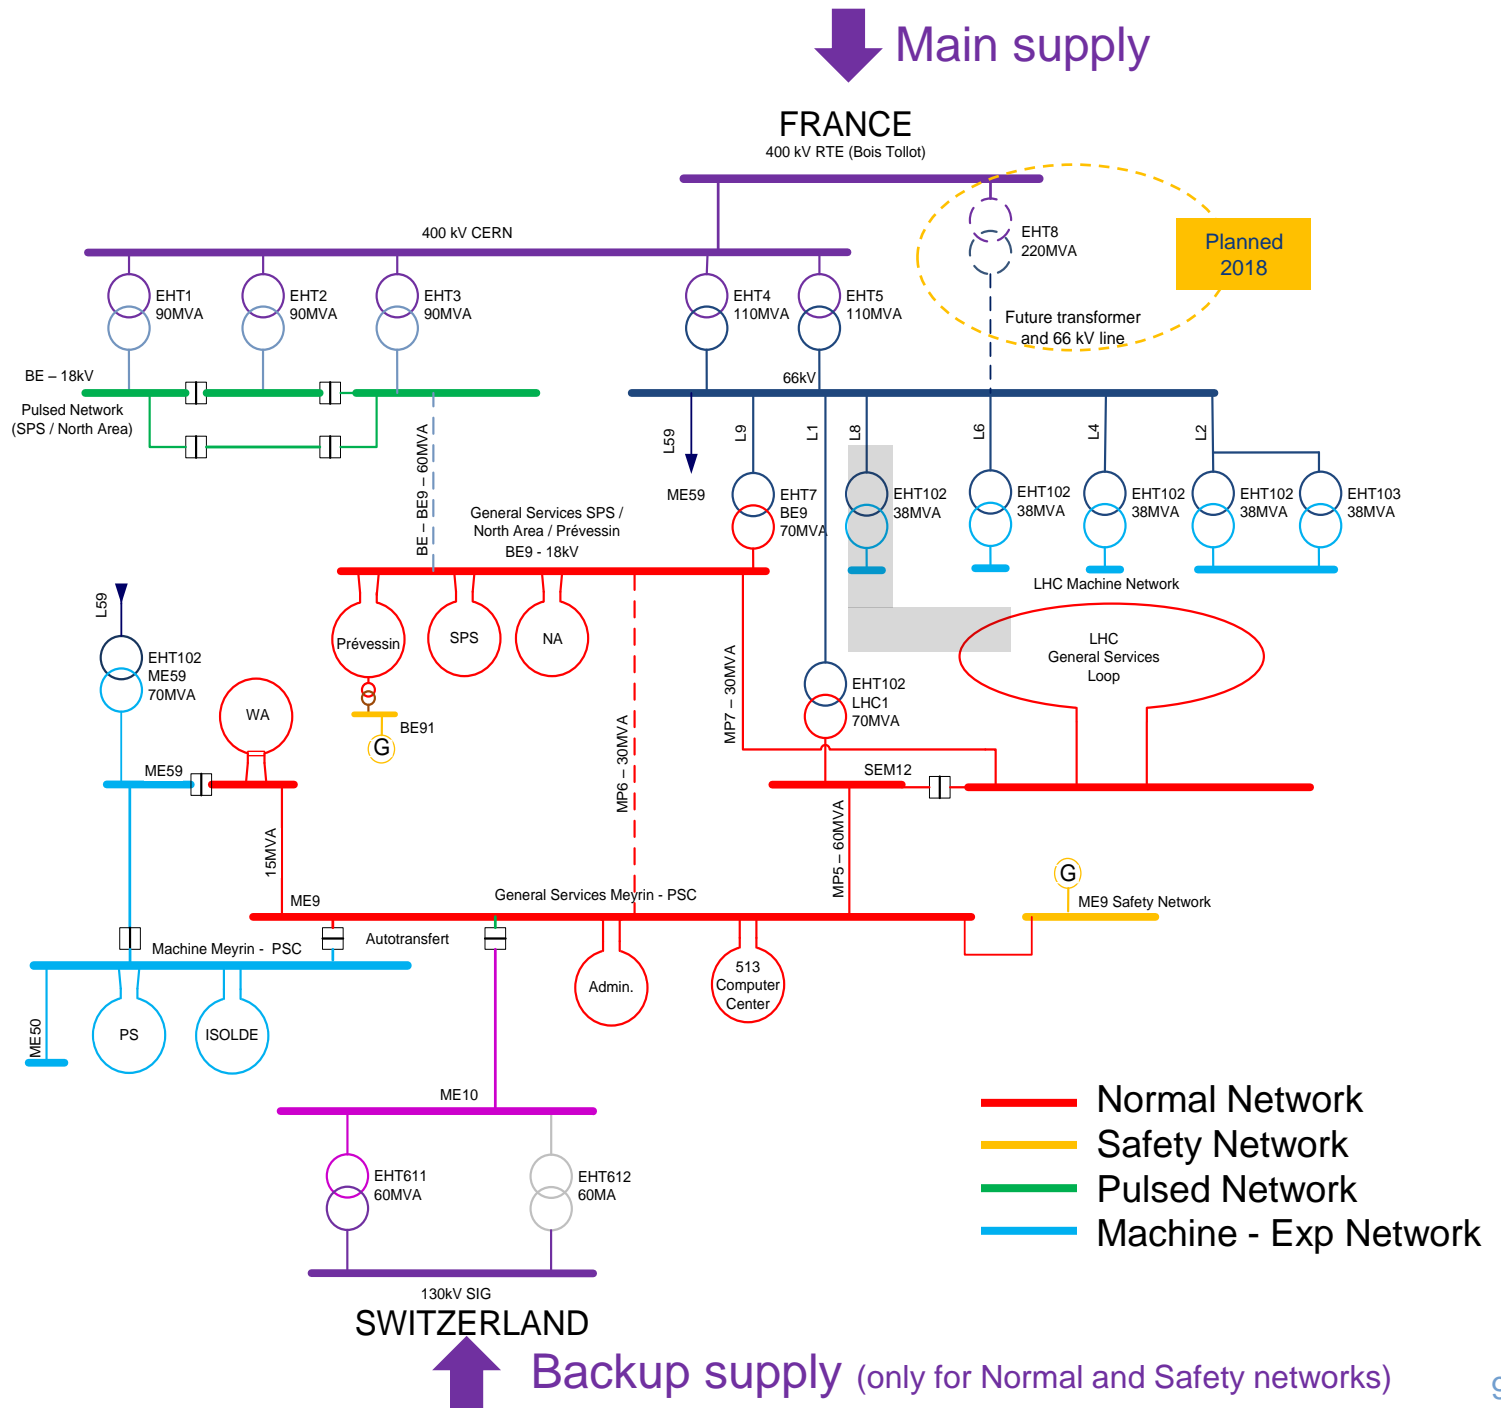 Main supply
FRANCE
400 kV RTE (Bois Tollot)
400 kV CERN
EHT8
220MVA
Planned
2018
EHT1
90MVA
EHT2
90MVA
EHT3
90MVA
EHT4
110MVA
EHT5
110MVA
Future transformer
and 66 kV line
BE – 18kV
66kV
Pulsed Network
(SPS / North Area)
BE – BE9 – 60MVA
L59
ME59
L9
L1
L8
L6
L4
L2
EHT7
BE9
70MVA
EHT102
38MVA
EHT102
38MVA
EHT102
38MVA
EHT102
38MVA
EHT103
38MVA
General Services SPS /
North Area / Prévessin
BE9 - 18kV
LHC Machine Network
L59
EHT102
ME59
70MVA
Prévessin
SPS
NA
LHC
General Services
Loop
EHT102
LHC1
70MVA
WA
BE91
G
MP6 – 30MVA
MP7 – 30MVA
ME59
SEM12
15MVA
MP5 – 60MVA
G
ME9
General Services Meyrin - PSC
ME9 Safety Network
Machine Meyrin - PSC
Autotransfert
Admin.
513
Computer
Center
ME50
PS
ISOLDE
ME10
Normal Network
Safety Network
Pulsed Network
Machine - Exp Network
EHT611
60MVA
EHT612
60MA
130kV SIG
SWITZERLAND
Backup supply (only for Normal and Safety networks)
9